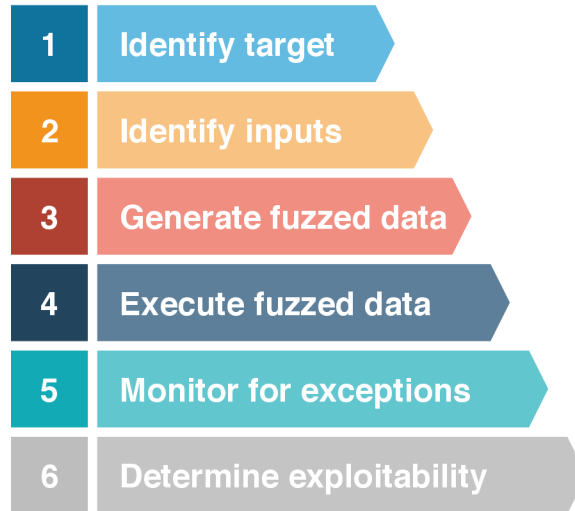 1 Identify target
2 Identify inputs
3 Generate fuzzed data
4 Execute fuzzed data
5 Monitor for exceptions
6 Determine exploitability